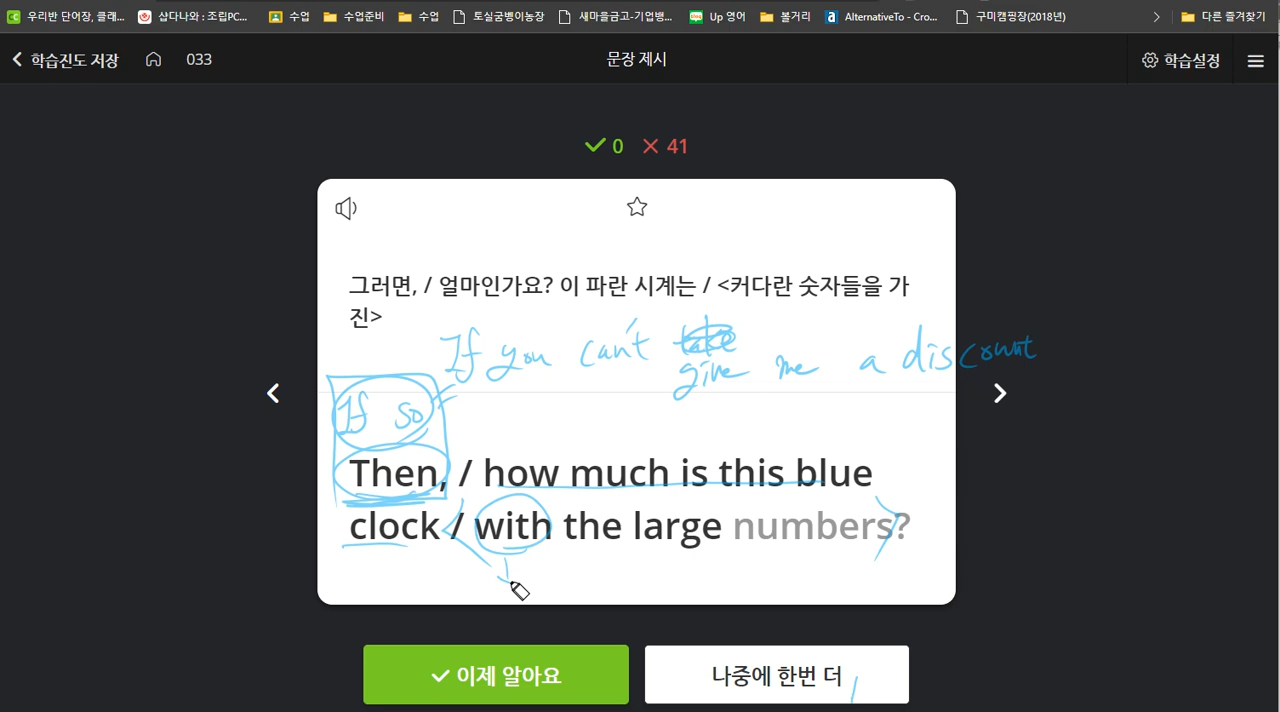 우리반 단어장, 클래... 샵다나와 : 조립PC... 수업 수업준비 수업 토실굼벵이농장 새마을금고-기업뱅... Up 영어 볼거리 AlternativeTo - Cro... 구미캠핑장(2018년) 다른 즐겨찾기
학습진도 저장 033 문장 제시 학습설정
0 41
그러면, / 얼마인가요? 이 파란 시계는 / <커다란 숫자들을 가
진>
If you can't give me a discount
If so
Then, / how much is this blue
clock / with the large numbers?
이제 알아요 나중에 한번 더